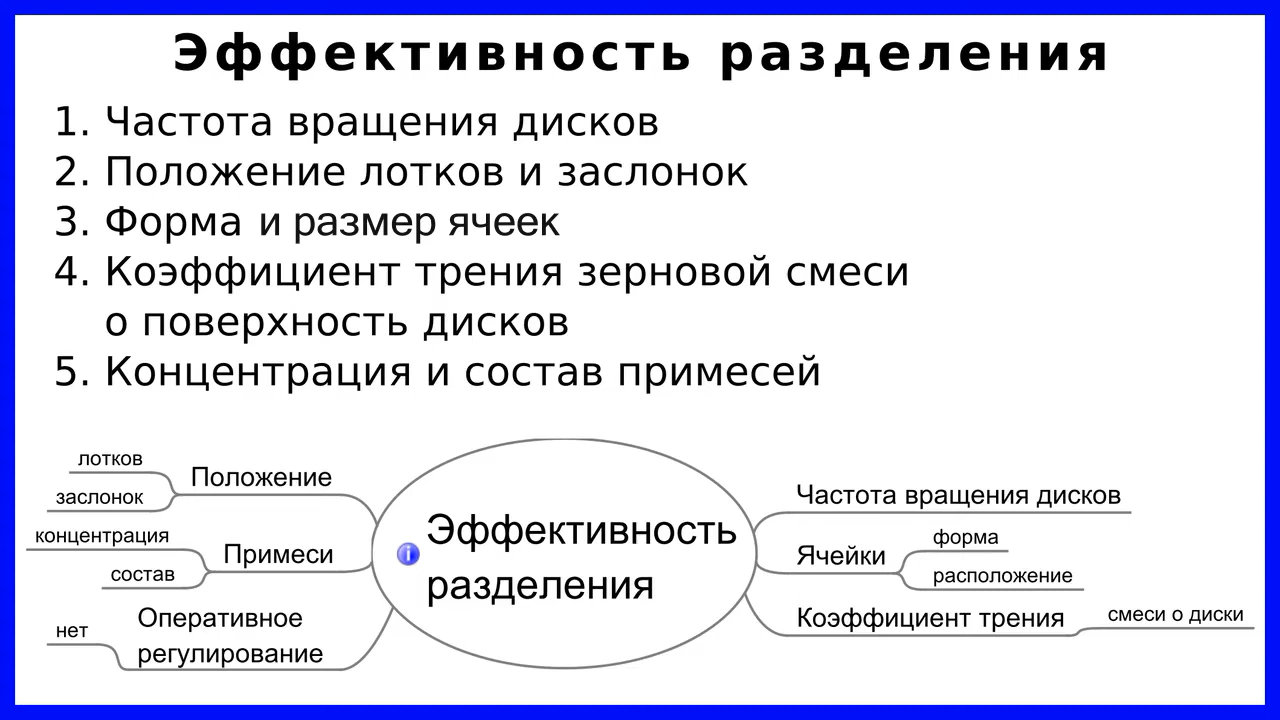 Эффективность разделения
1. Частота вращения дисков
2. Положение лотков и заслонок
3. Форма и размер ячеек
4. Коэффициент трения зерновой смеси
о поверхность дисков
5. Концентрация и состав примесей
лотков
Положение
заслонок
концентрация
Примеси
состав
Оперативное
регулирование
нет
Эффективность
разделения
Частота вращения дисков
Ячейки
форма
расположение
Коэффициент трения
смеси о диски